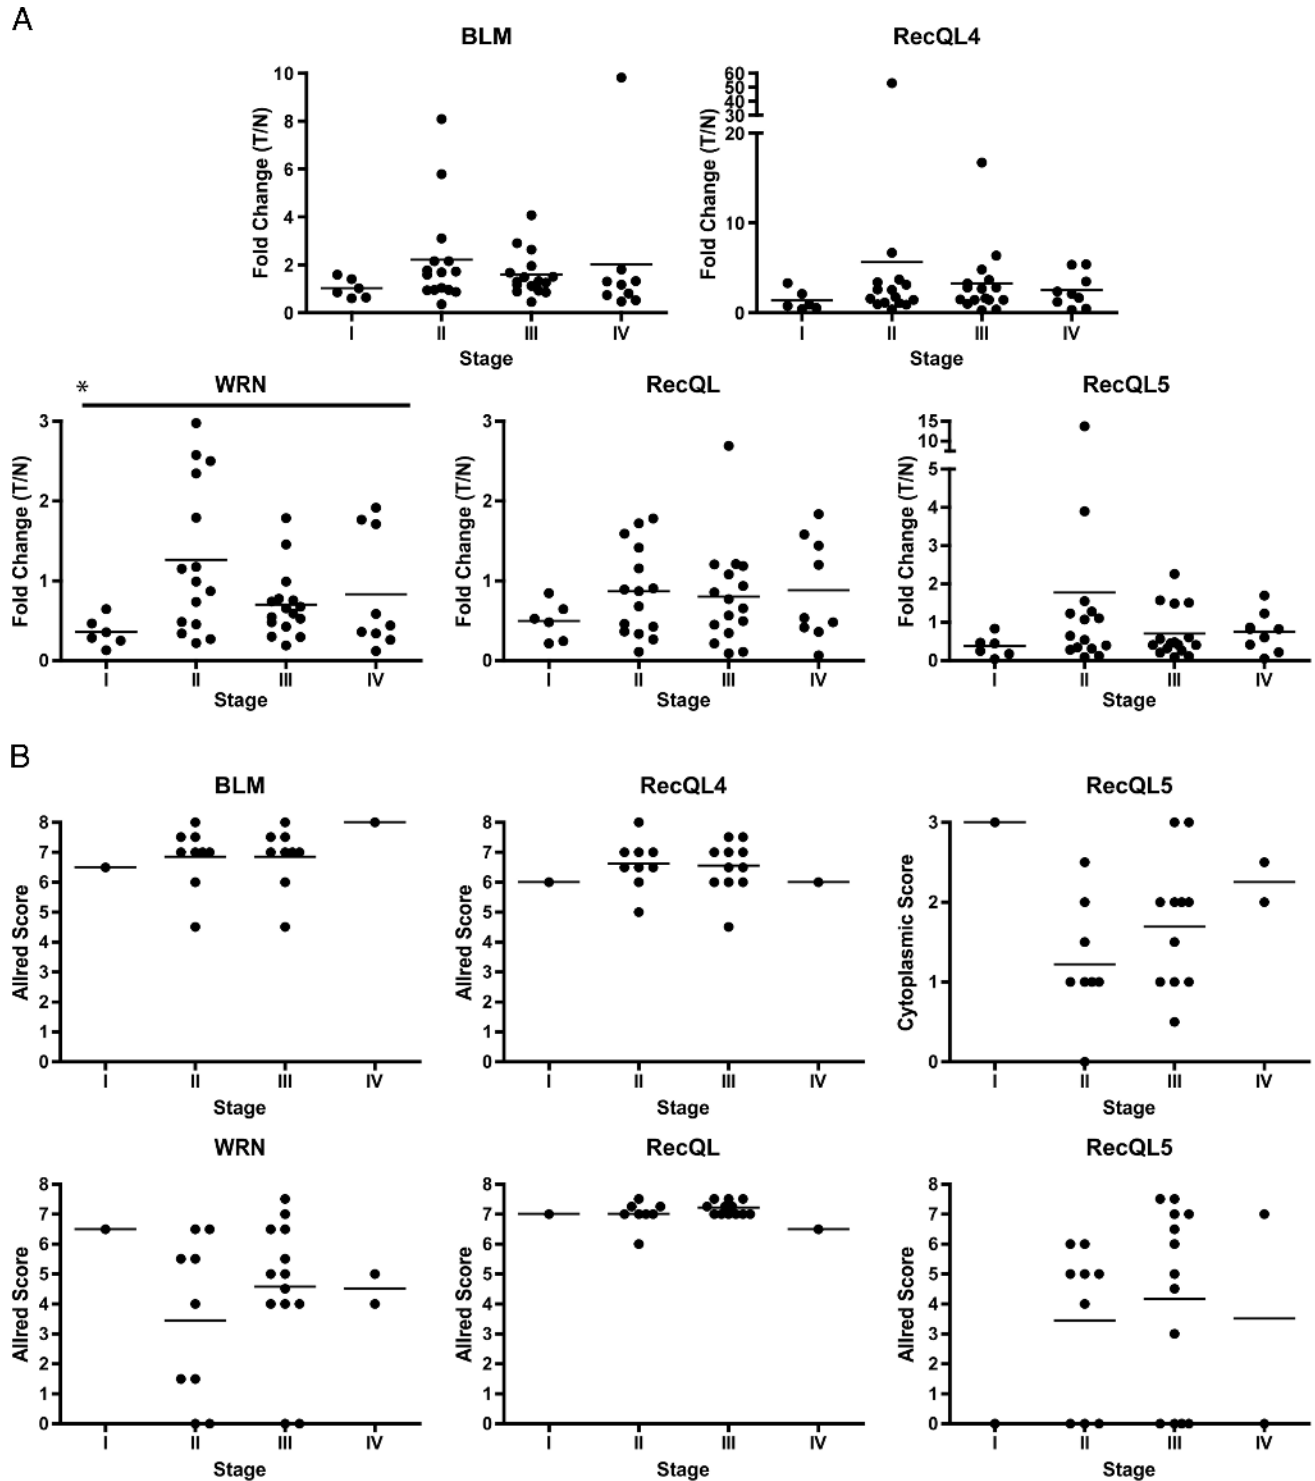 A
BLM
RecQL4
Fold Change (T/N)
10
8
6
4
2
0
I II III IV
Stage
Fold Change (T/N)
60
50
40
30
20
10
0
I II III IV
Stage
*
WRN
RecQL
RecQL5
Fold Change (T/N)
3
2
1
0
I II III IV
Stage
Fold Change (T/N)
3
2
1
0
I II III IV
Stage
Fold Change (T/N)
15
10
5
4
3
2
1
0
I II III IV
Stage
B
BLM
RecQL4
RecQL5
Allred Score
8
7
6
5
4
3
2
1
0
I II III IV
Stage
Allred Score
8
7
6
5
4
3
2
1
0
I II III IV
Stage
Cytoplasmic Score
3
2
1
0
I II III IV
Stage
WRN
RecQL
RecQL5
Allred Score
8
7
6
5
4
3
2
1
0
I II III IV
Stage
Allred Score
8
7
6
5
4
3
2
1
0
I II III IV
Stage
Allred Score
8
7
6
5
4
3
2
1
0
I II III IV
Stage